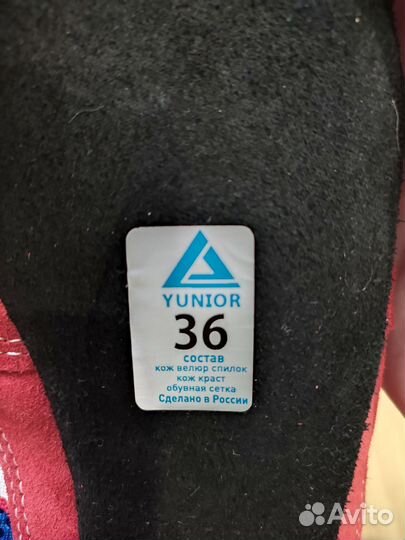 YUNIOR
36
состав
кож велюр спилок
кож краст
обувная сетка
Сделано в России
Avito